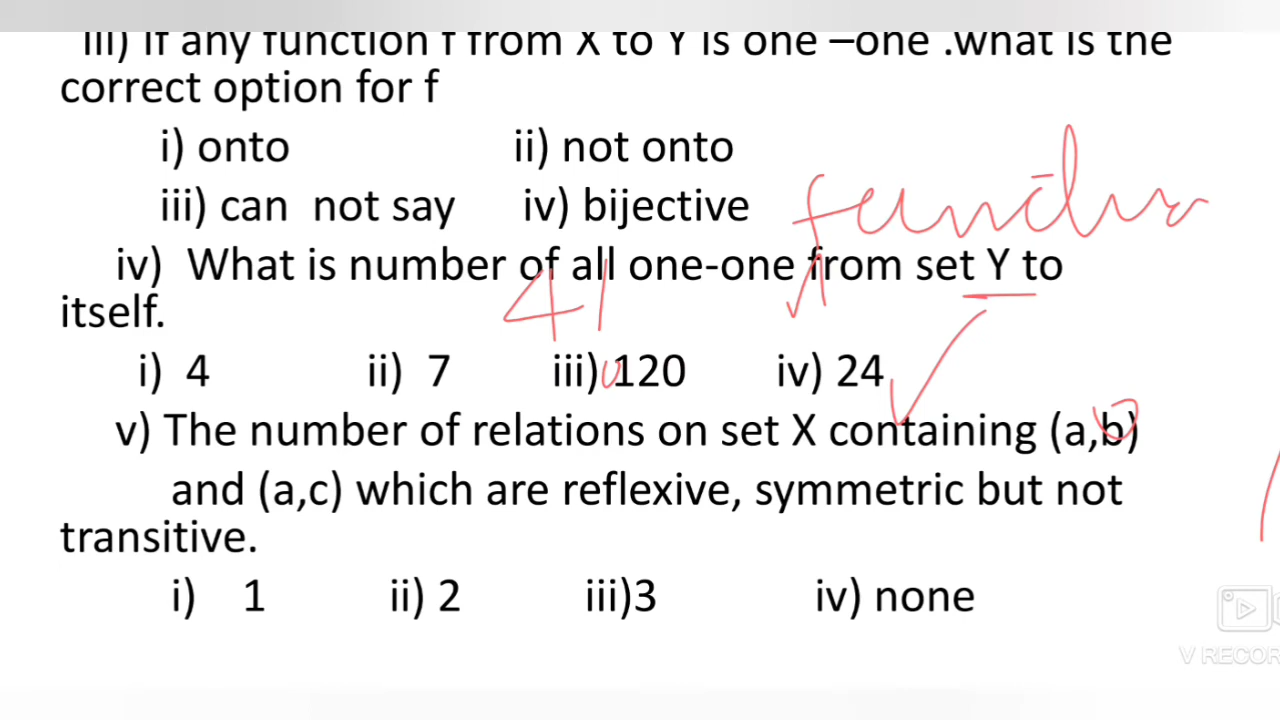 iii) If any function f from X to Y is one –one .what is the
correct option for f
i) onto ii) not onto
iii) can not say iv) bijective
iv) What is number of all one-one from set Y to
itself.
4!
i) 4 ii) 7 iii) 120 iv) 24
v) The number of relations on set X containing (a,b)
and (a,c) which are reflexive, symmetric but not
transitive.
i) 1 ii) 2 iii)3 iv) none
V RECOR